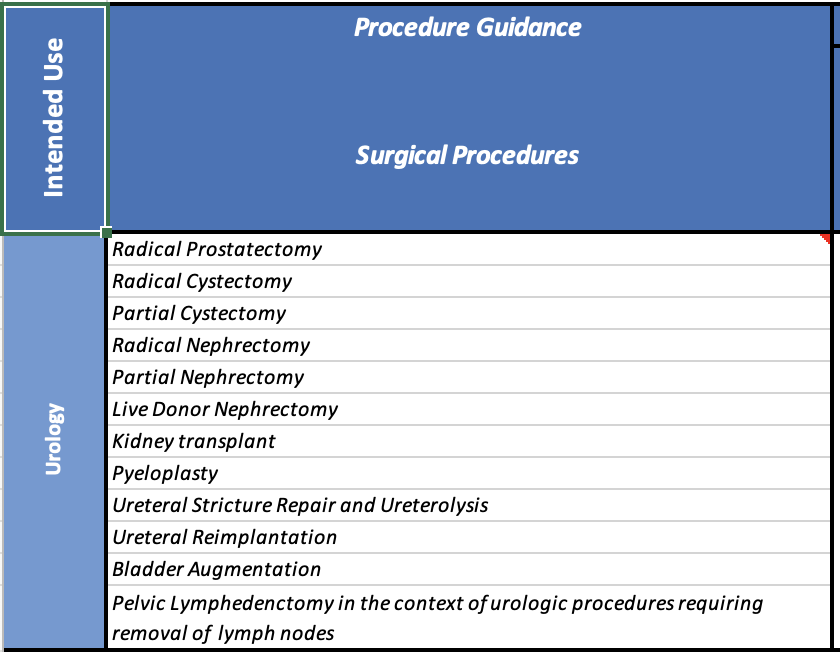 Intended Use
Procedure Guidance
Surgical Procedures
Urology
Radical Prostatectomy
Radical Cystectomy
Partial Cystectomy
Radical Nephrectomy
Partial Nephrectomy
Live Donor Nephrectomy
Kidney transplant
Pyeloplasty
Ureteral Stricture Repair and Ureterolysis
Ureteral Reimplantation
Bladder Augmentation
Pelvic Lymphedenctomy in the context of urologic procedures requiring
removal of lymph nodes